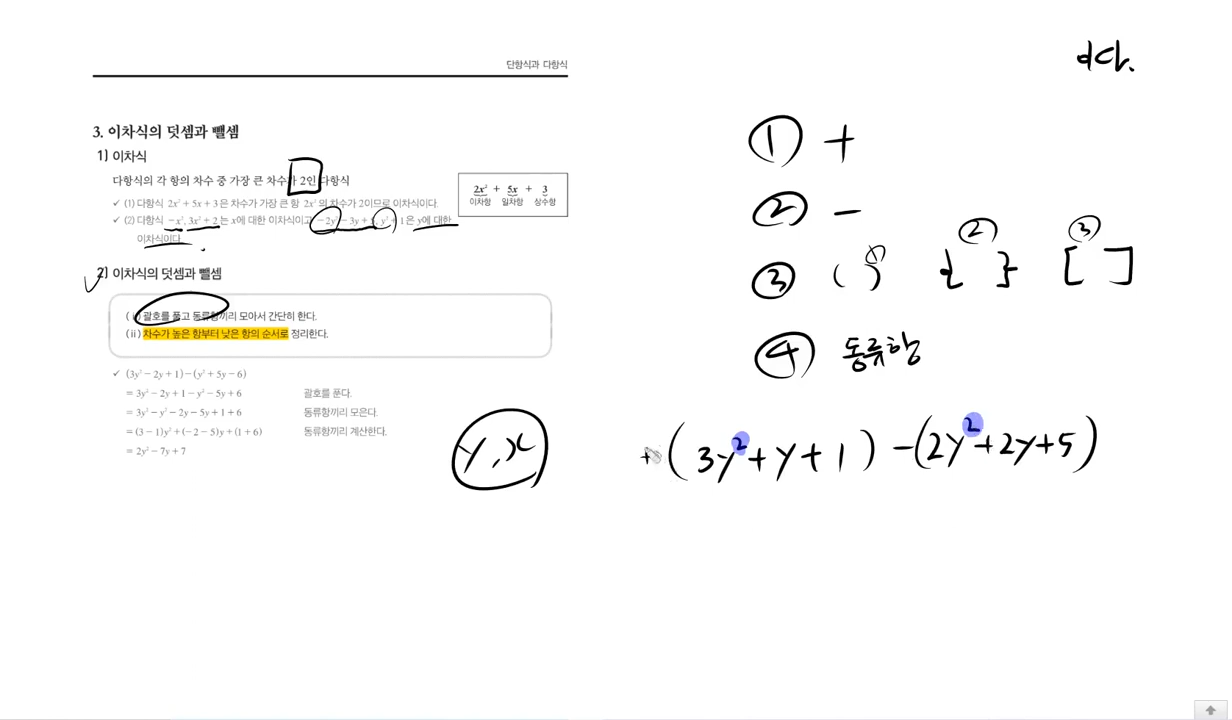 단항식과 다항식
3. 이차식의 덧셈과 뺄셈
1) 이차식
다항식의 각 항의 차수 중 가장 큰 차수가 2인 다항식
✓ (1) 다항식 2x²+5x+3은 차수가 가장 큰 항 2x²의 차수가 2이므로 이차식이다.
✓ (2) 다항식 −x², 3x²+2는 x에 대한 이차식이고 −2y²−3y+5, y²+1은 y에 대한
이차식이다.
2x² + 5x + 3
이차항 일차항 상수항
2) 이차식의 덧셈과 뺄셈
(ⅰ) 괄호를 풀고 동류항끼리 모아서 간단히 한다.
(ⅱ) 차수가 높은 항부터 낮은 항의 순서로 정리한다.
✓ (3y²−2y+1)−(y²+5y−6)
=3y²−2y+1−y²−5y+6 괄호를 푼다.
=3y²−y²−2y−5y+1+6 동류항끼리 모은다.
=(3−1)y²+(−2−5)y+(1+6) 동류항끼리 계산한다.
=2y²−7y+7
y, x
① +
② −
③ ( ) ① { } ② [ ] ③
④ 동류항
+(3y²+y+1) −(2y²+2y+5)